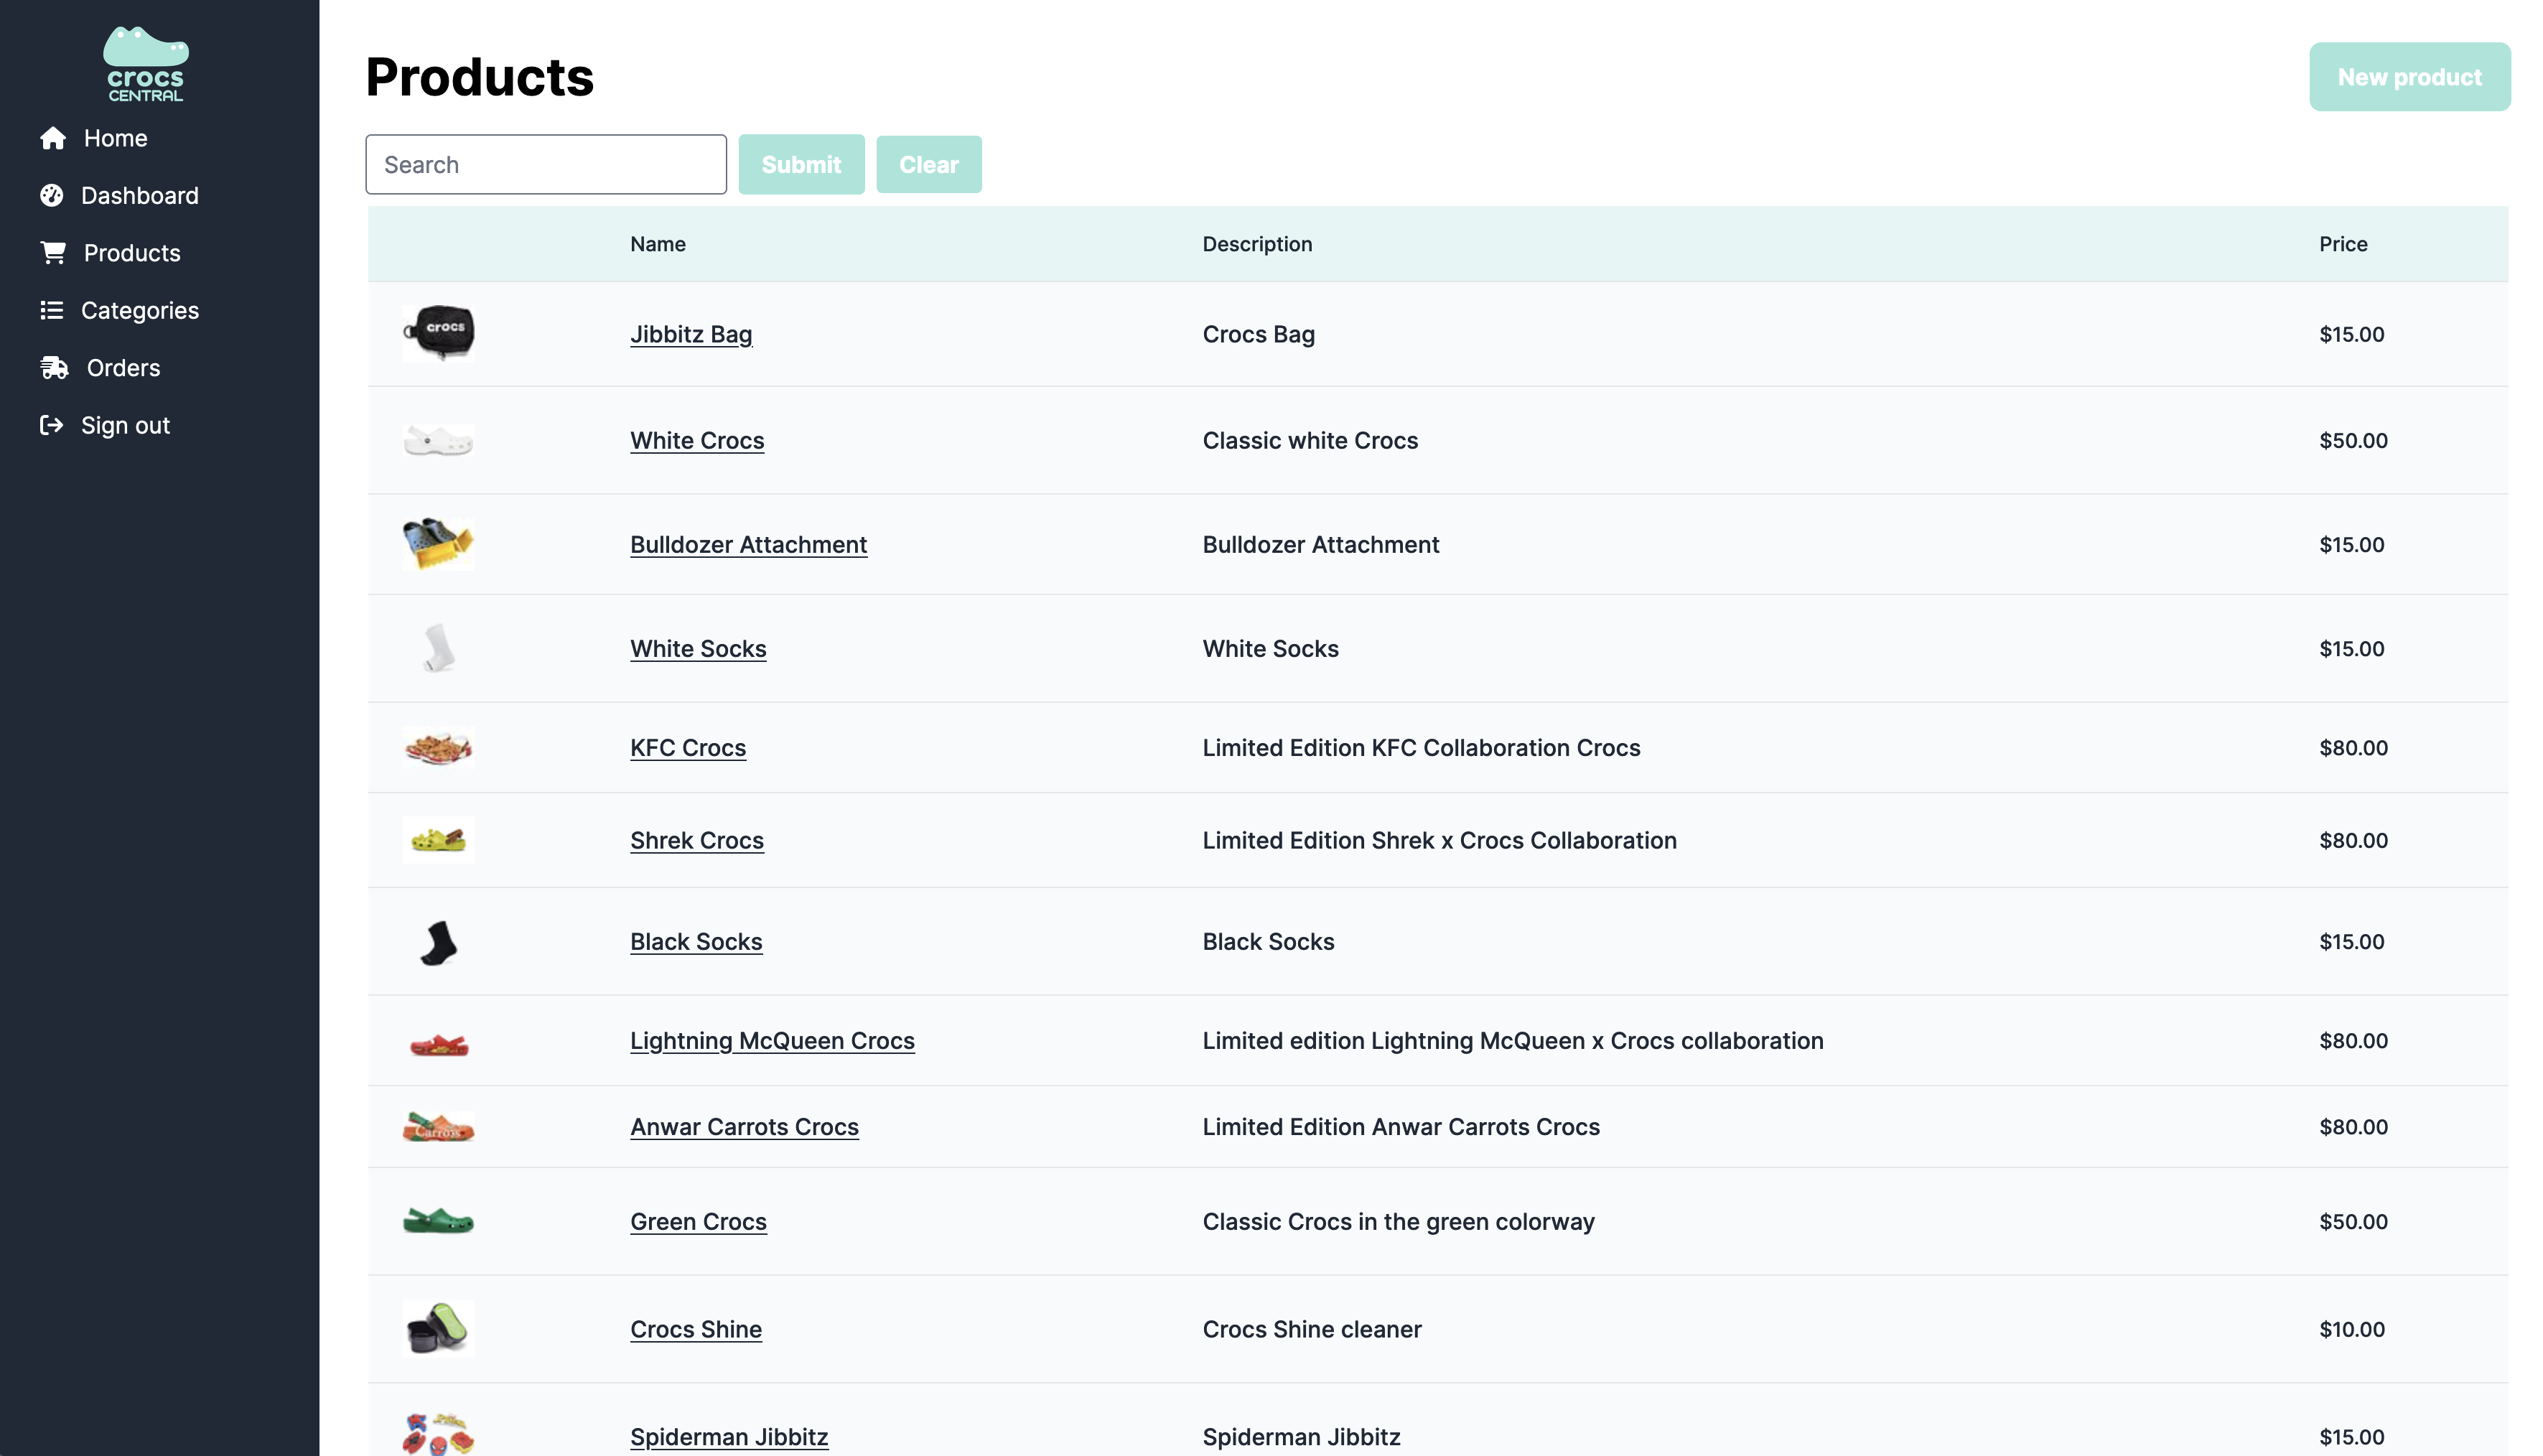 crocs
CENTRAL
Home
Dashboard
Products
Categories
Orders
Sign out
Products
New product
Search
Submit
Clear
Name Description Price
crocs
Jibbitz Bag Crocs Bag $15.00
White Crocs Classic white Crocs $50.00
Bulldozer Attachment Bulldozer Attachment $15.00
White Socks White Socks $15.00
KFC Crocs Limited Edition KFC Collaboration Crocs $80.00
Shrek Crocs Limited Edition Shrek x Crocs Collaboration $80.00
Black Socks Black Socks $15.00
Lightning McQueen Crocs Limited edition Lightning McQueen x Crocs collaboration $80.00
Carrots
Anwar Carrots Crocs Limited Edition Anwar Carrots Crocs $80.00
Green Crocs Classic Crocs in the green colorway $50.00
Crocs Shine Crocs Shine cleaner $10.00
Spiderman Jibbitz Spiderman Jibbitz $15.00